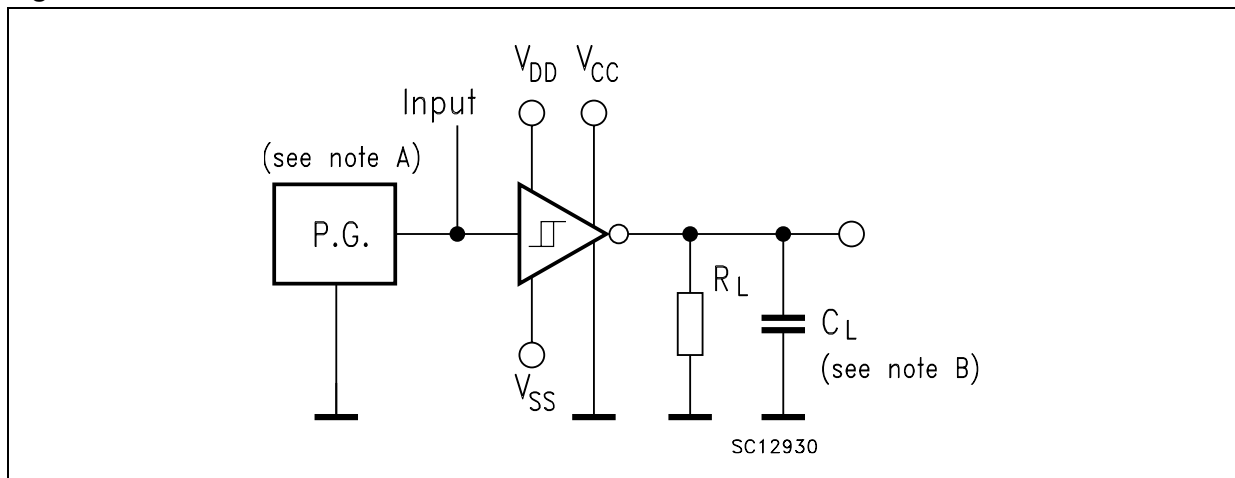 V_DD V_CC
Input
(see note A)
P.G.
R_L
C_L
(see note B)
V_SS
SC12930